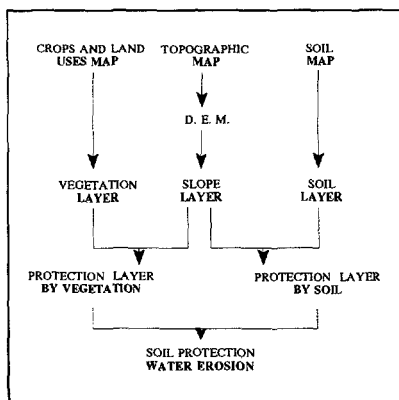 CROPS AND LAND
USES MAP
TOPOGRAPHIC
MAP
SOIL
MAP
D. E. M.
VEGETATION
LAYER
SLOPE
LAYER
SOIL
LAYER
PROTECTION LAYER
BY VEGETATION
PROTECTION LAYER
BY SOIL
SOIL PROTECTION
WATER EROSION